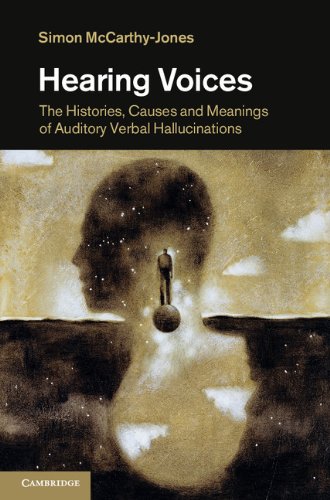 Simon McCarthy-Jones
Hearing Voices
The Histories, Causes and Meanings
of Auditory Verbal Hallucinations
CAMBRIDGE